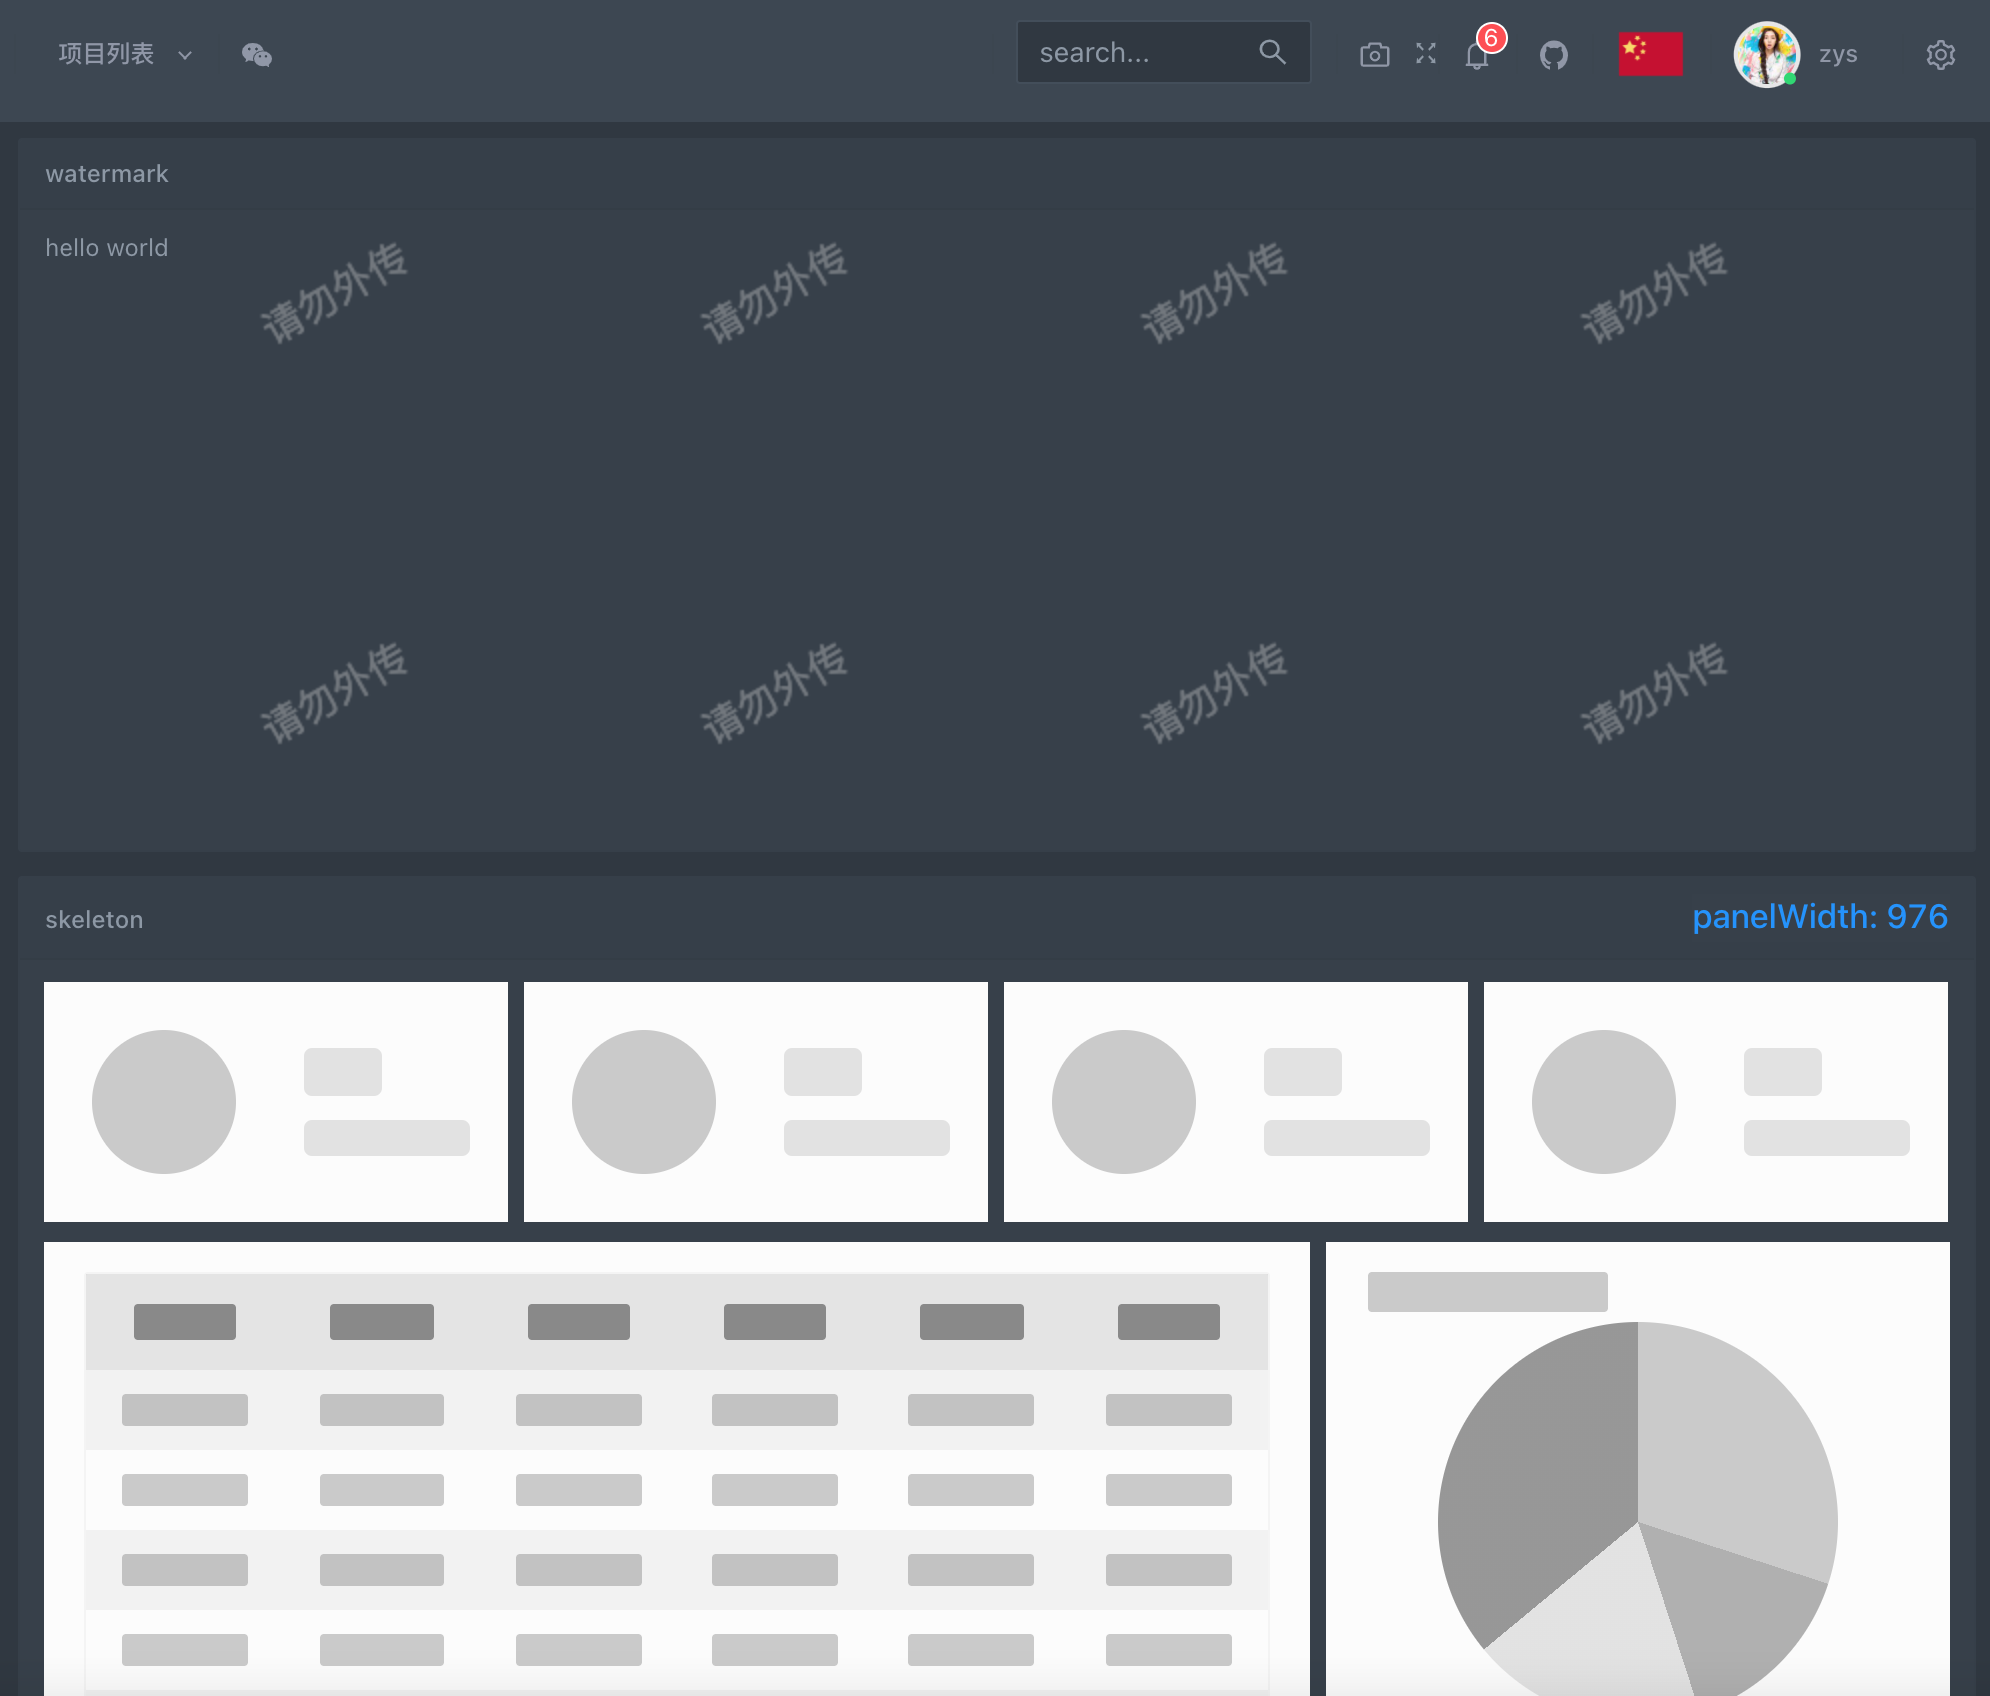 项目列表
search...
6
zys
watermark
hello world
请勿外传 请勿外传 请勿外传 请勿外传
请勿外传 请勿外传 请勿外传 请勿外传
skeleton
panelWidth: 976